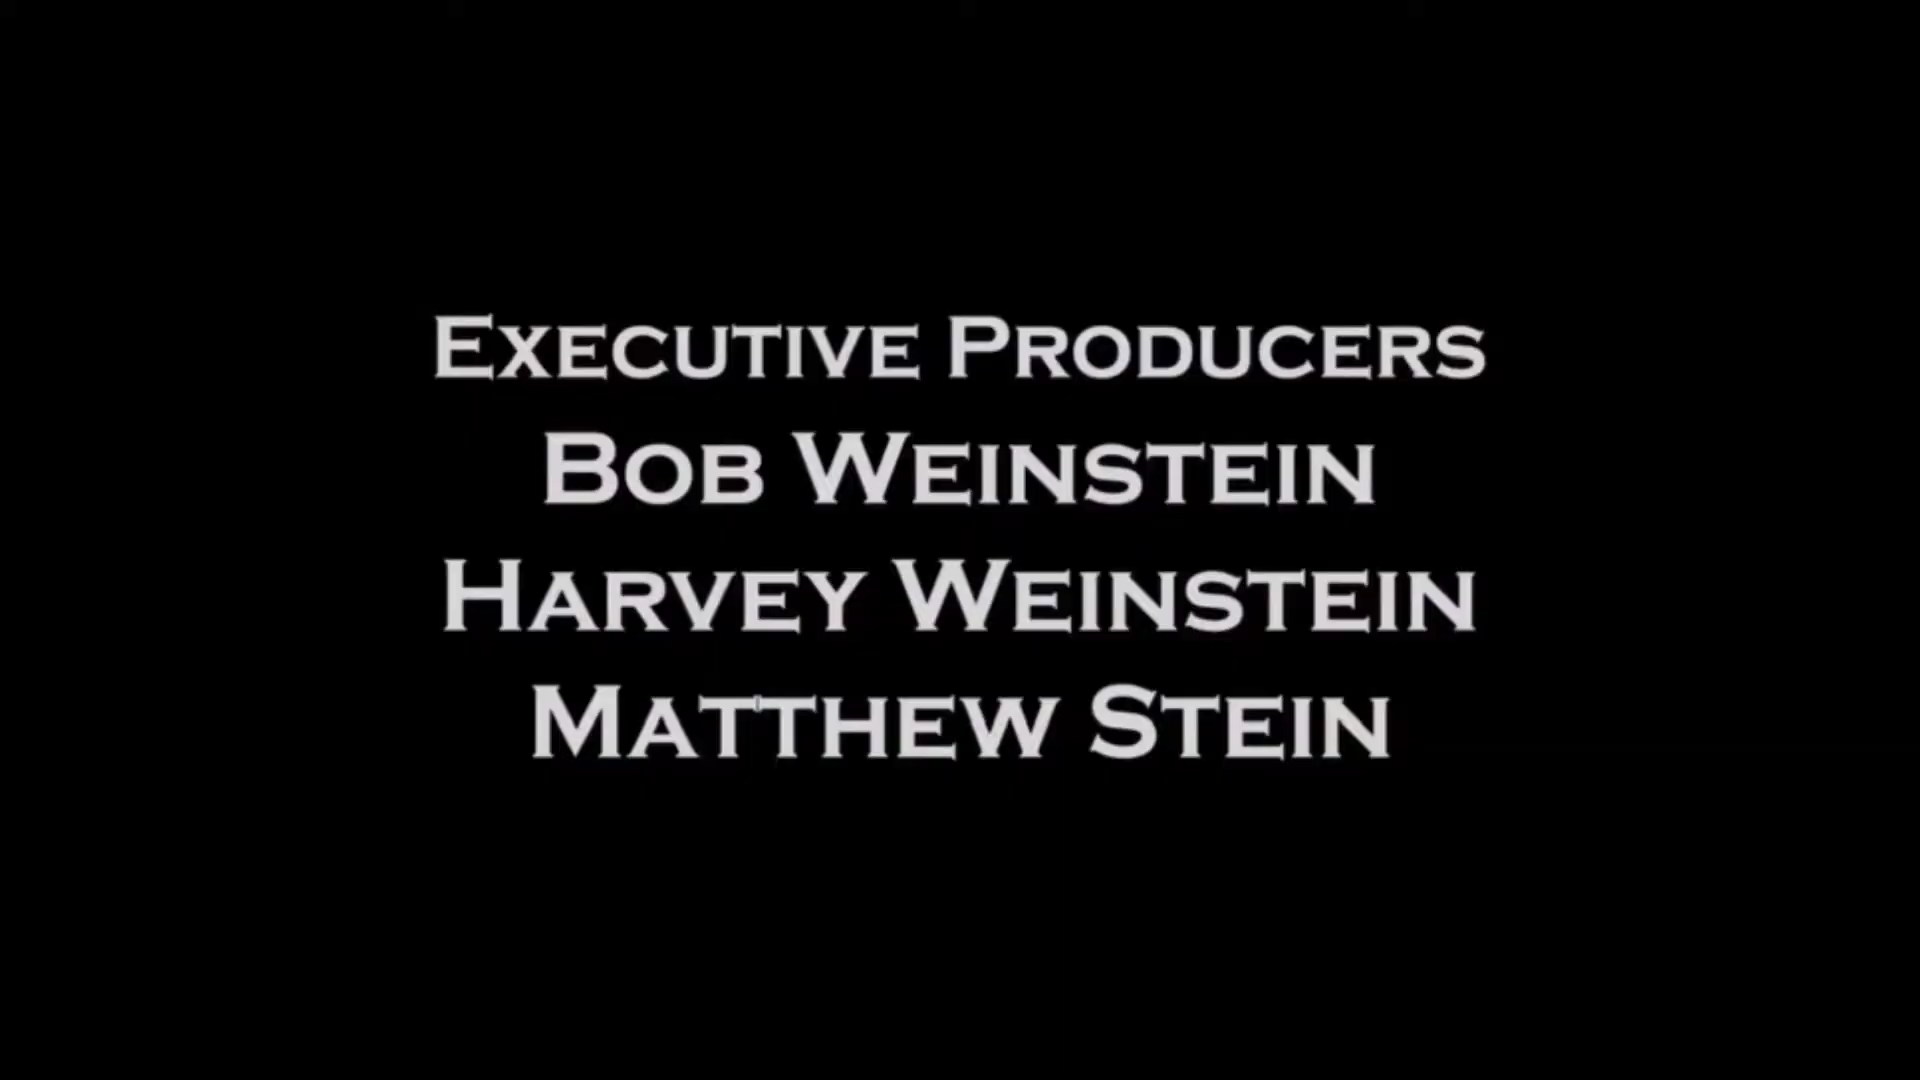 Executive Producers
Bob Weinstein
Harvey Weinstein
Matthew Stein